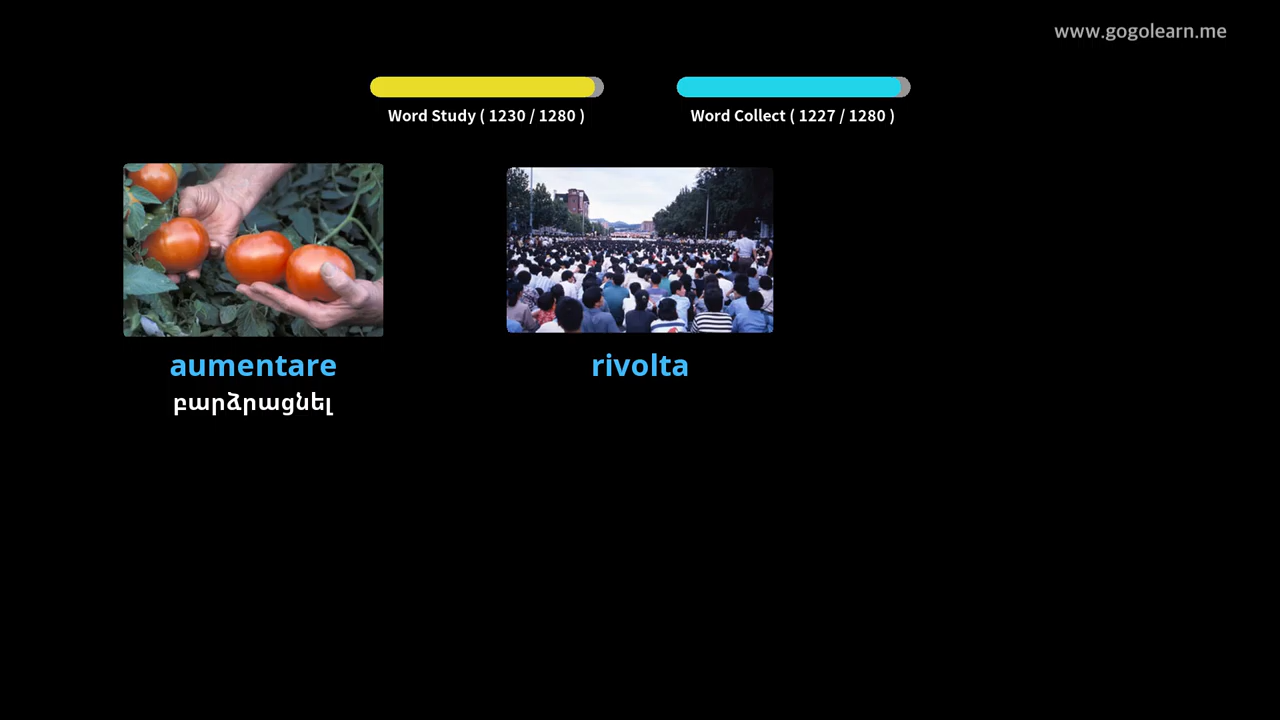 www.gogolearn.me
Word Study ( 1230 / 1280 )
Word Collect ( 1227 / 1280 )
aumentare
բարձրացնել
rivolta